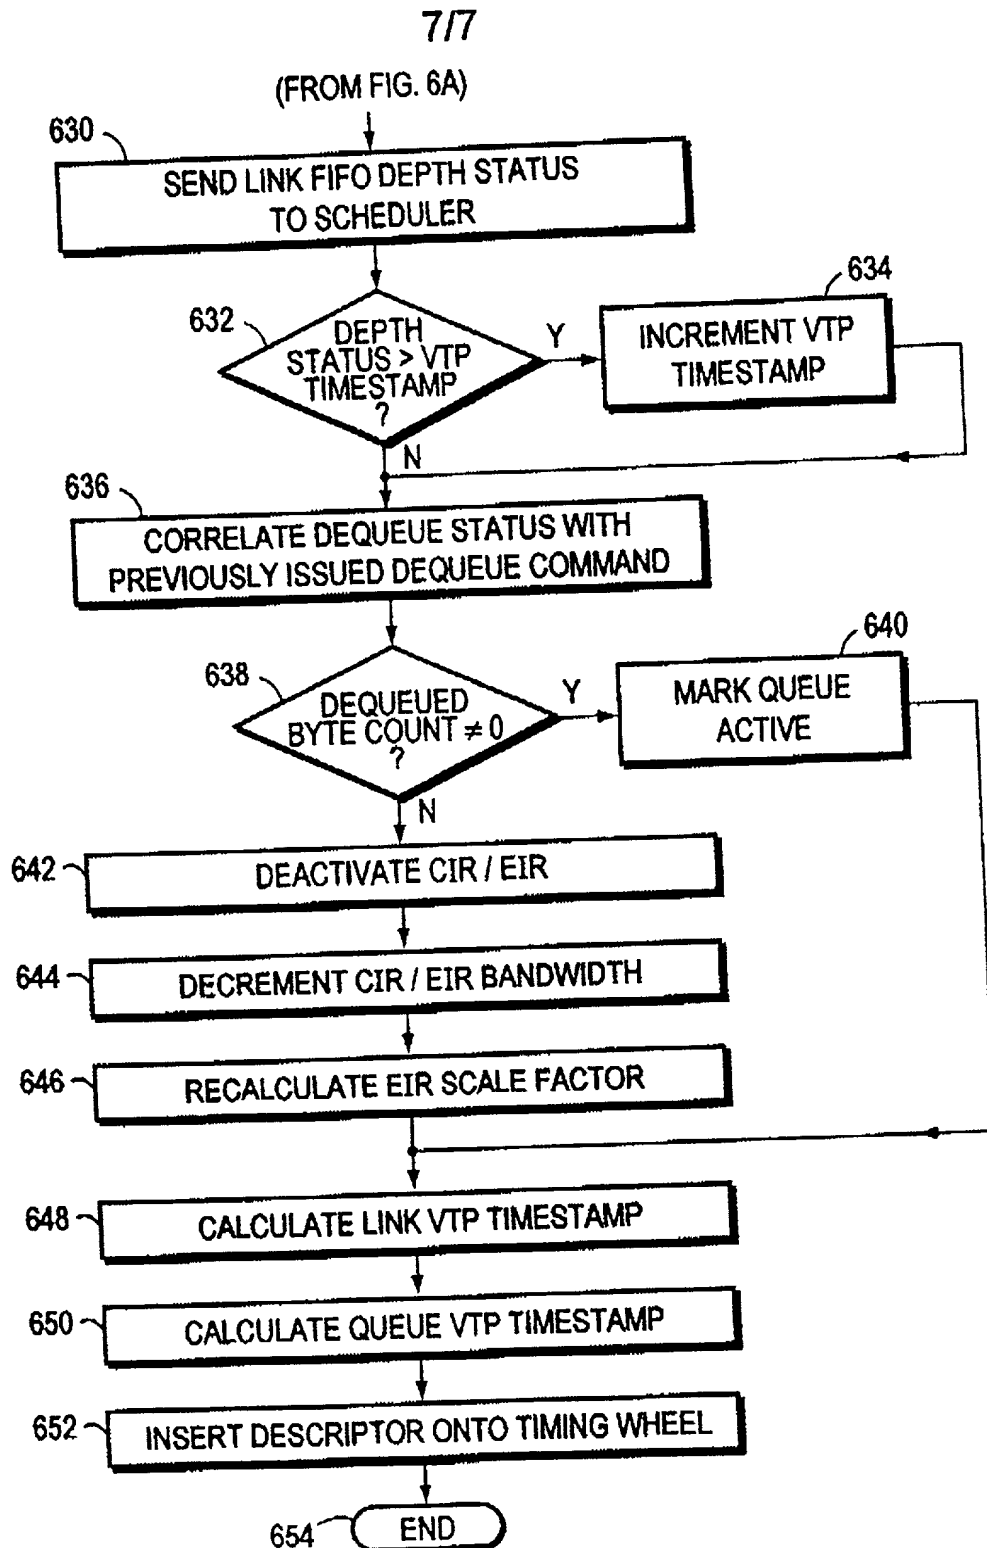 7/7
(FROM FIG. 6A)
630
SEND LINK FIFO DEPTH STATUS
TO SCHEDULER
632
DEPTH
STATUS > VTP
TIMESTAMP
?
Y
N
634
INCREMENT VTP
TIMESTAMP
636
CORRELATE DEQUEUE STATUS WITH
PREVIOUSLY ISSUED DEQUEUE COMMAND
638
DEQUEUED
BYTE COUNT ≠ 0
?
Y
N
640
MARK QUEUE
ACTIVE
642
DEACTIVATE CIR / EIR
644
DECREMENT CIR / EIR BANDWIDTH
646
RECALCULATE EIR SCALE FACTOR
648
CALCULATE LINK VTP TIMESTAMP
650
CALCULATE QUEUE VTP TIMESTAMP
652
INSERT DESCRIPTOR ONTO TIMING WHEEL
654
END